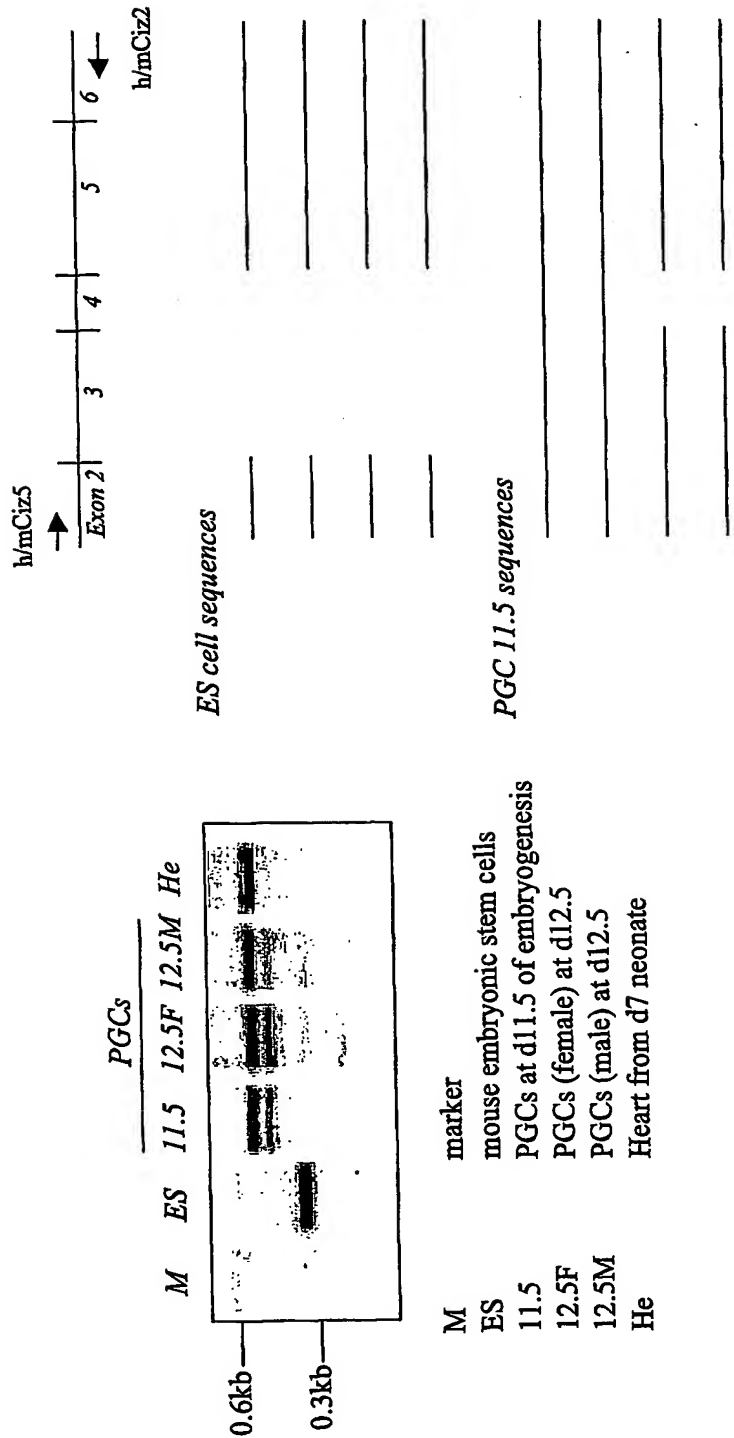 PGCs
M ES 11.5 12.5F 12.5M He
0.6kb
0.3kb
M marker
ES mouse embryonic stem cells
11.5 PGCs at d11.5 of embryogenesis
12.5F PGCs (female) at d12.5
12.5M PGCs (male) at d12.5
He Heart from d7 neonate
h/mCiz5
Exon 2 3 4 5 6
h/mCiz2
ES cell sequences
PGC 11.5 sequences